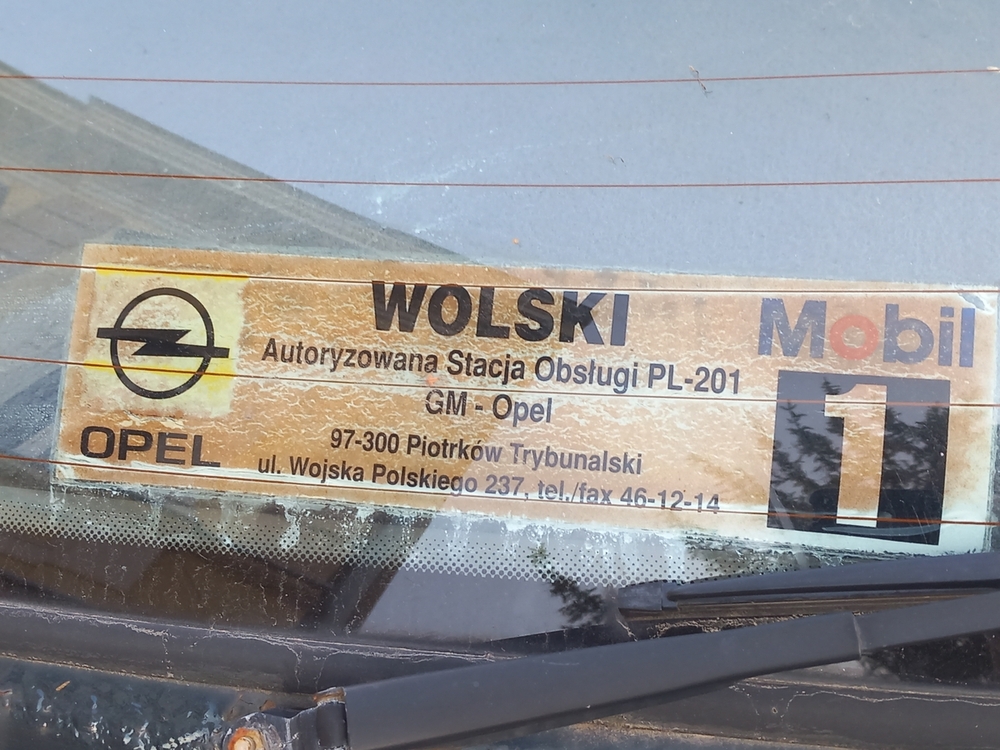 WOLSKI
Autoryzowana Stacja Obsługi PL-201
GM - Opel
97-300 Piotrków Trybunalski
ul. Wojska Polskiego 237, tel./fax 46-12-14
OPEL
Mobil
1